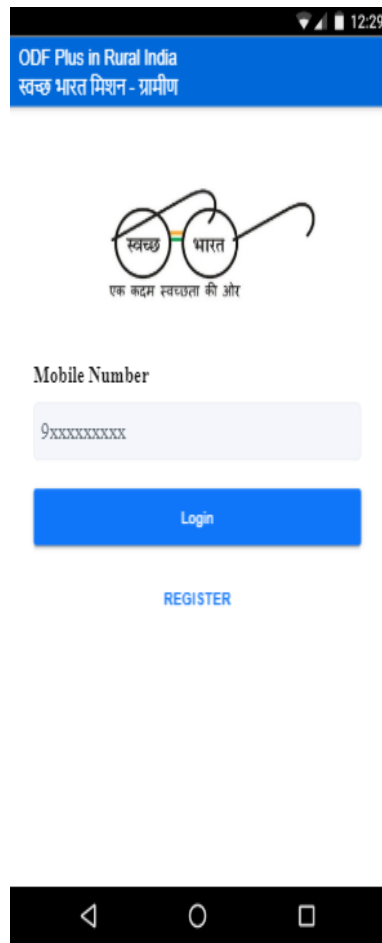 12:29
ODF Plus in Rural India
स्वच्छ भारत मिशन - ग्रामीण
स्वच्छ भारत
एक कदम स्वच्छता की ओर
Mobile Number
9xxxxxxxxx
Login
REGISTER